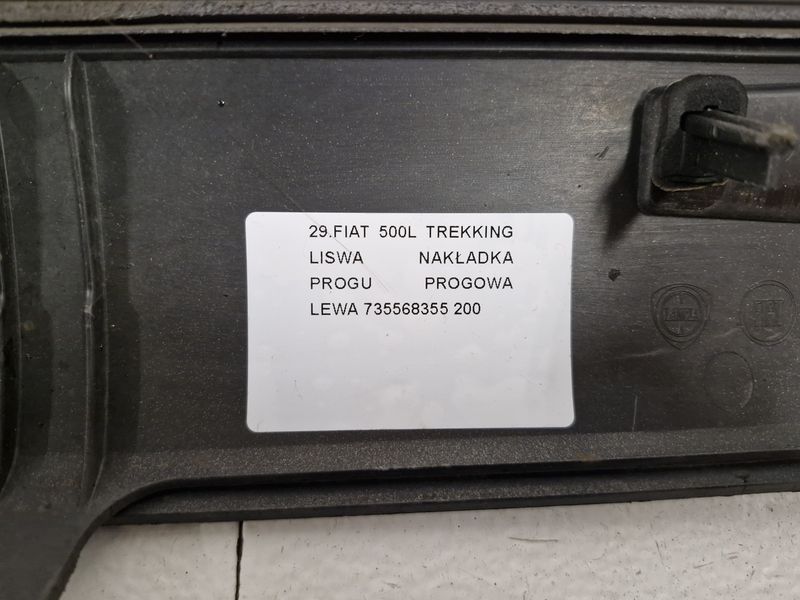 29.FIAT 500L TREKKING
LISWA NAKŁADKA
PROGU PROGOWA
LEWA 735568355 200